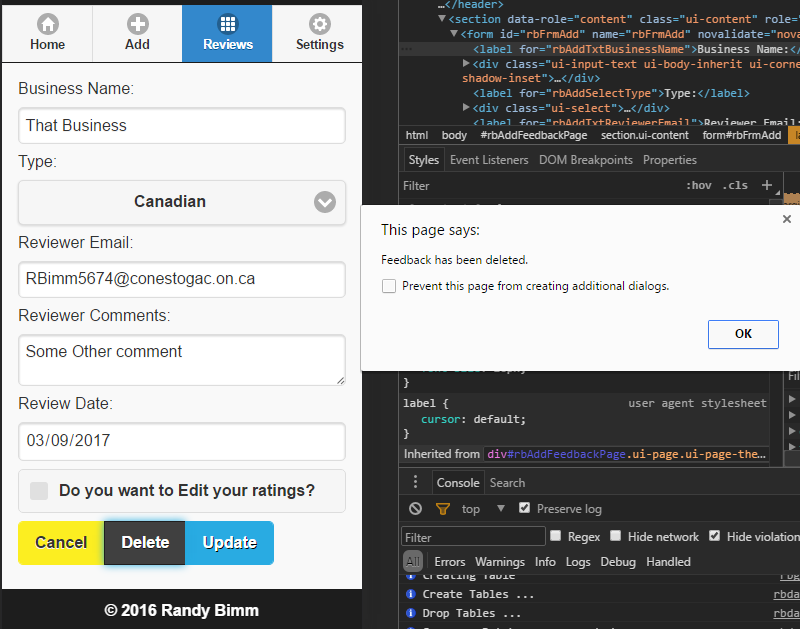 Home Add Reviews Settings
Business Name:
That Business
Type:
Canadian
Reviewer Email:
RBimm5674@conestogac.on.ca
Reviewer Comments:
Some Other comment
Review Date:
03/09/2017
Do you want to Edit your ratings?
Cancel Delete Update
© 2016 Randy Bimm
…</header>
<section data-role="content" class="ui-content" role=
<form id="rbFrmAdd" name="rbFrmAdd" novalidate="nova
<label for="rbAddTxtBusinessName">Business Name:</
<div class="ui-input-text ui-body-inherit ui-corne
shadow-inset">…</div>
<label for="rbAddSelectType">Type:</label>
<div class="ui-select">…</div>
<label for="rbAddTxtReviewerEmail">Reviewer Email:
html body #rbAddFeedbackPage section.ui-content form#rbFrmAdd
Styles Event Listeners DOM Breakpoints Properties
Filter :hov .cls +
This page says:
Feedback has been deleted.
Prevent this page from creating additional dialogs.
OK
}
label { user agent stylesheet
cursor: default;
}
Inherited from div#rbAddFeedbackPage.ui-page.ui-page-the…
Console Search
top Preserve log
Filter Regex Hide network Hide violation
All Errors Warnings Info Logs Debug Handled
Creating Table rbg
Create Tables ... rbda
Drop Tables ... rbda